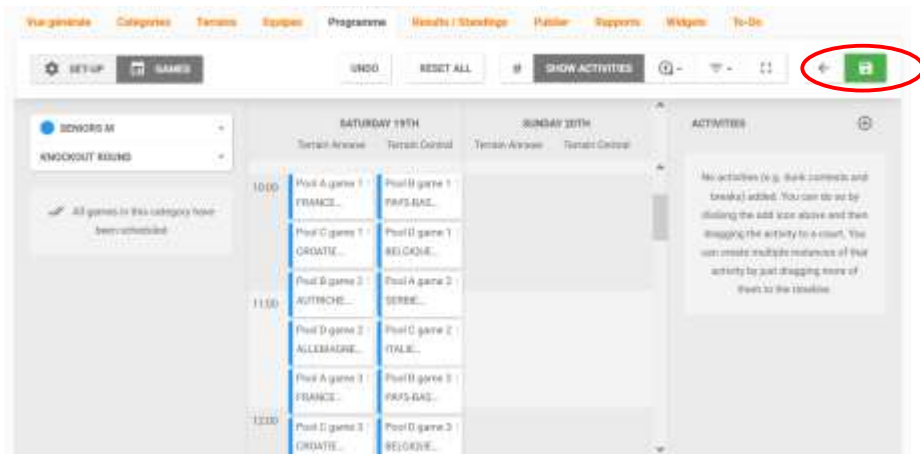 Vue générale Categories Terrains Equipes Programme Results / Standings Publier Rapports Widgets To-Do
SET-UP GAMES UNDO RESET ALL # SHOW ACTIVITIES
SENIORS M
KNOCKOUT ROUND
All games in this category have
been scheduled
SATURDAY 19TH SUNDAY 20TH
Terrain Annexe Terrain Central Terrain Annexe Terrain Central
10:00 Pool A game 1 Pool B game 1
FRANCE... PAYS-BAS...
Pool C game 1 Pool D game 1
CROATIE... BELGIQUE...
Pool B game 2 Pool A game 2
11:00 AUTRICHE... SERBIE...
Pool D game 2 Pool C game 2
ALLEMAGNE... ITALIE...
Pool A game 3 Pool B game 3
FRANCE... PAYS-BAS...
12:00 Pool C game 3 Pool D game 3
CROATIE... BELGIQUE...
ACTIVITIES
No activities (e.g. dunk contests and
breaks) added. You can do so by
clicking the add icon above and then
dragging the activity to a court. You
can create multiple instances of that
activity by just dragging more of
them to the timeline.